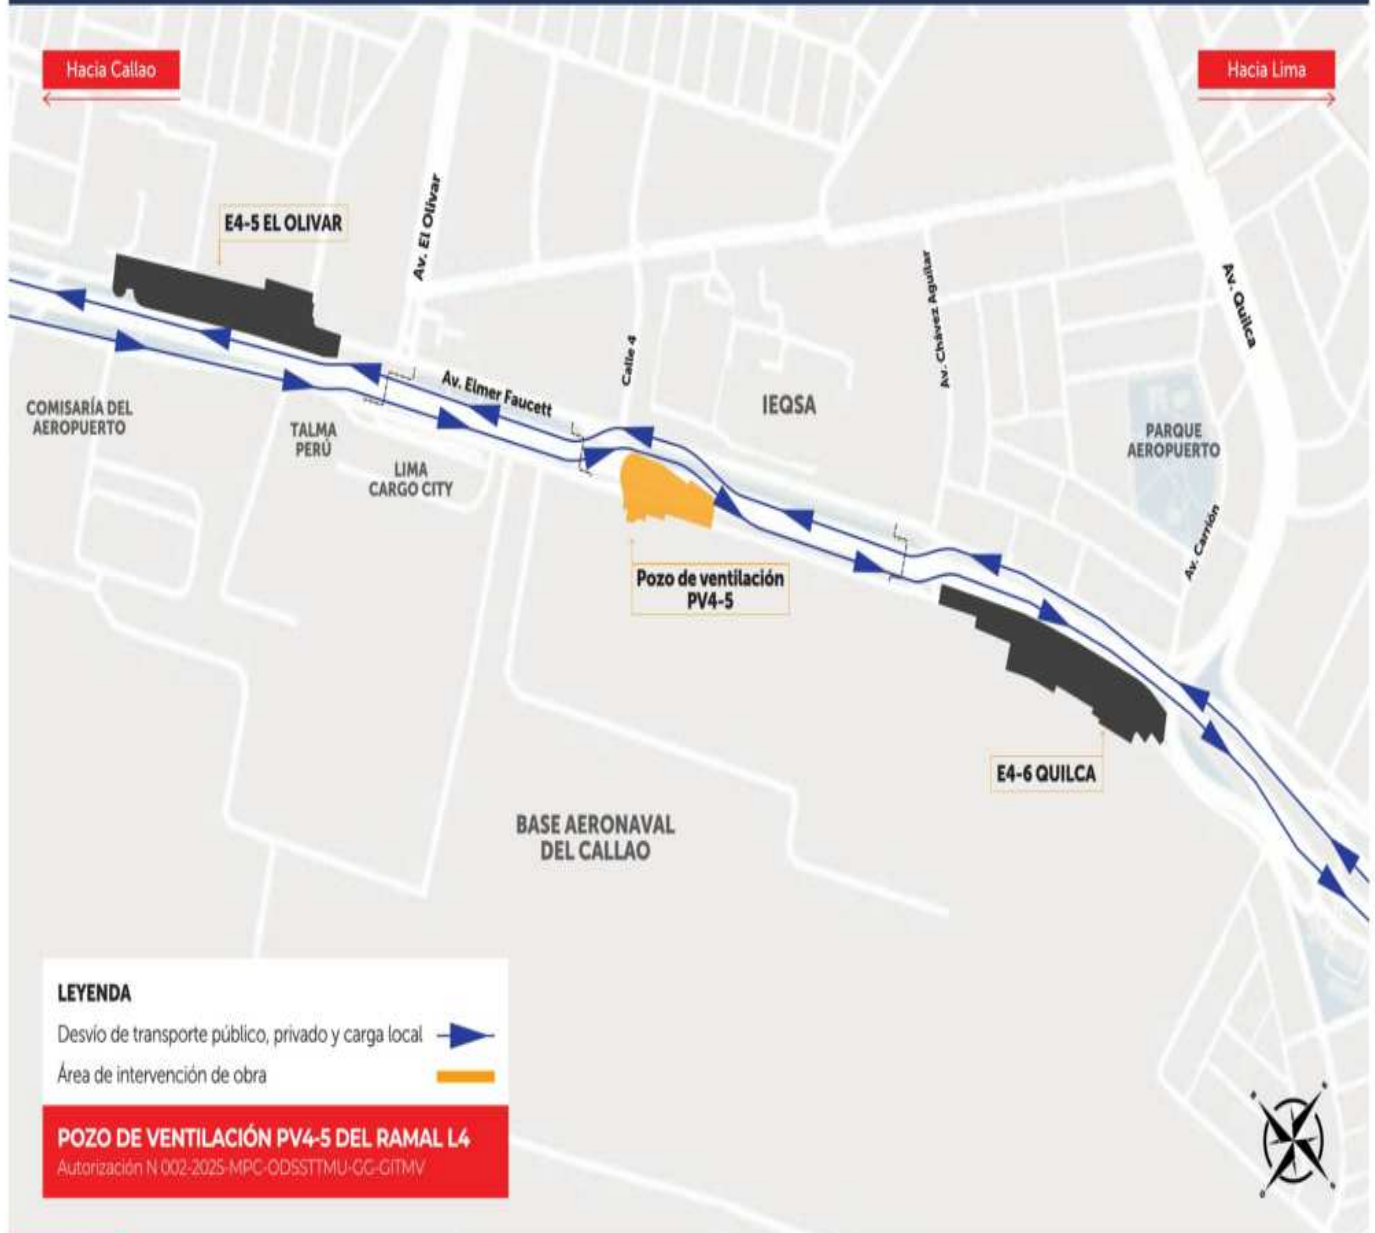 Hacia Callao
Hacia Lima
E4-5 EL OLIVAR
Av. El Olivar
Av. Quilca
Av. Chávez Aguilar
Calle 4
Av. Elmer Faucett
IEQSA
COMISARÍA DEL
AEROPUERTO
TALMA
PERÚ
LIMA
CARGO CITY
PARQUE
AEROPUERTO
Av. Carrión
Pozo de ventilación
PV4-5
E4-6 QUILCA
BASE AERONAVAL
DEL CALLAO
LEYENDA
Desvío de transporte público, privado y carga local
Área de intervención de obra
POZO DE VENTILACIÓN PV4-5 DEL RAMAL L4
Autorización N 002-2025-MPC-ODSSTTMU-GG-GITMV